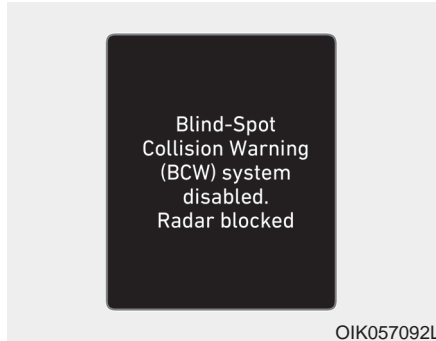 Blind-Spot
Collision Warning
(BCW) system
disabled.
Radar blocked
OIK057092L